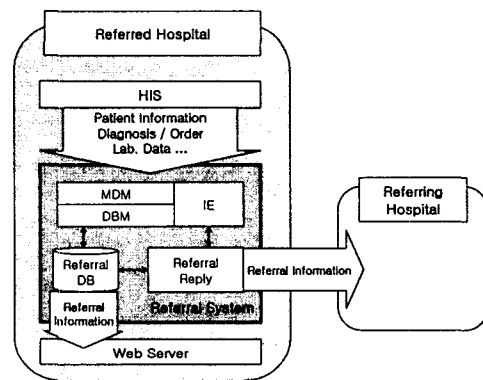 Referred Hospital
HIS
Patient Information
Diagnosis / Order
Lab. Data ...
MDM
DBM
IE
Referring
Hospital
Referral
DB
Referral
Reply
Referral Information
Referral System
Referral
Information
Web Server